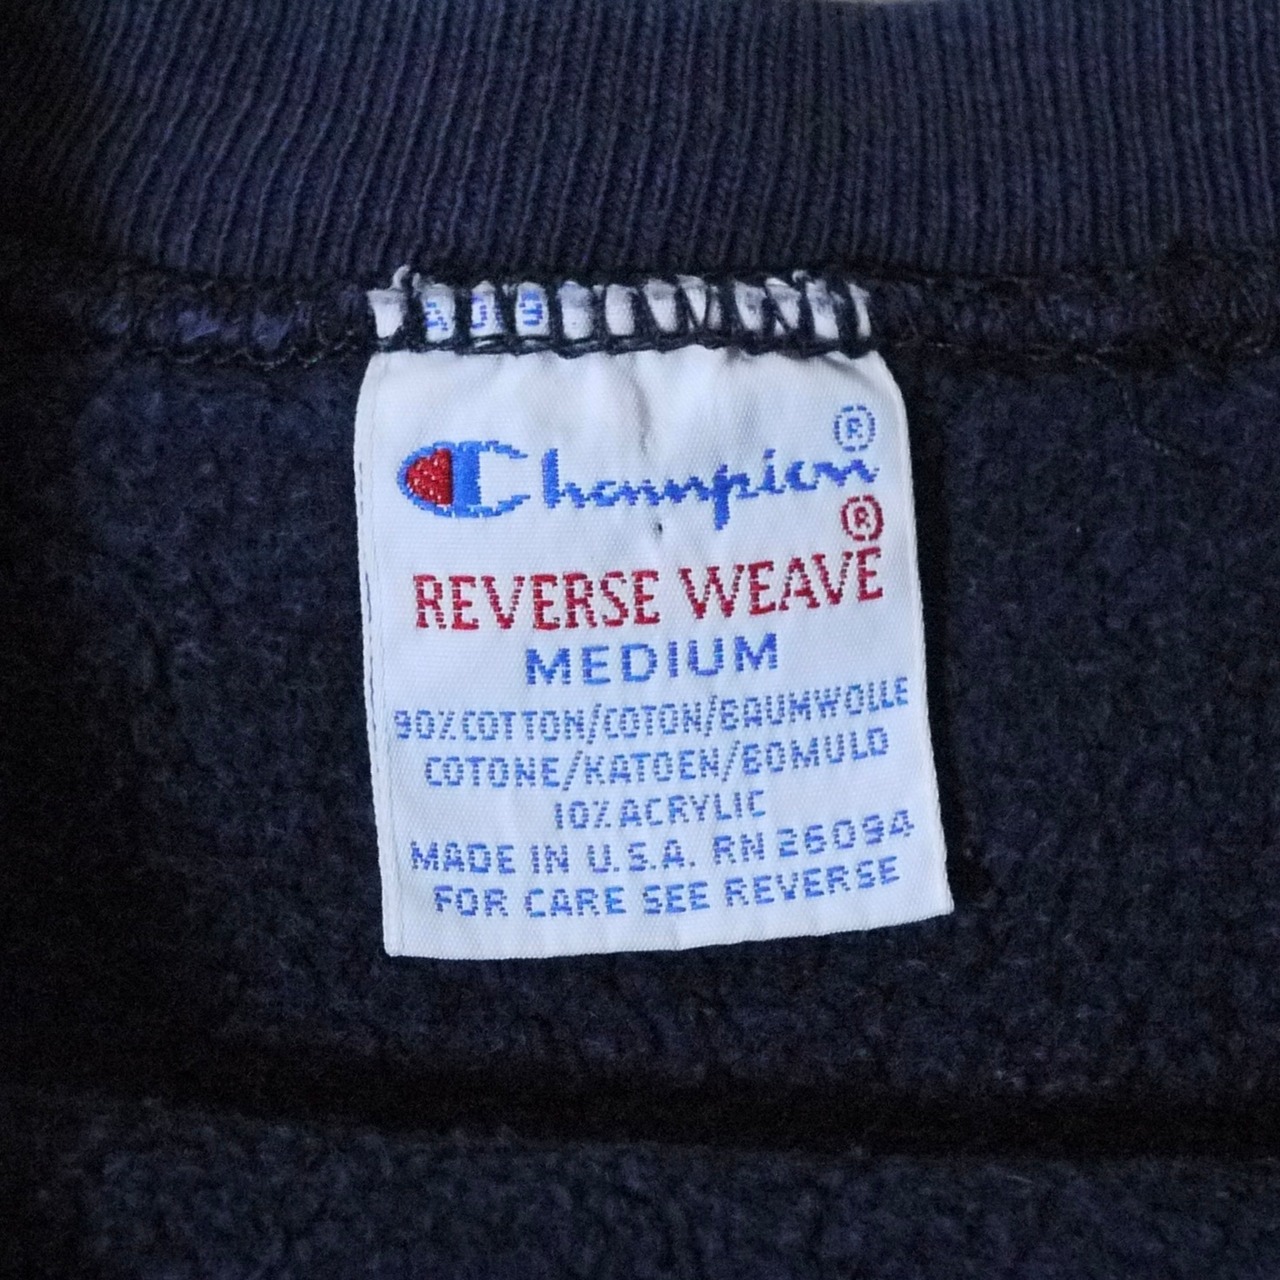 Champion®
REVERSE WEAVE®
MEDIUM
90% COTTON/COTON/BAUMWOLLE
COTONE/KATOEN/BOMULD
10% ACRYLIC
MADE IN U.S.A. RN 26094
FOR CARE SEE REVERSE